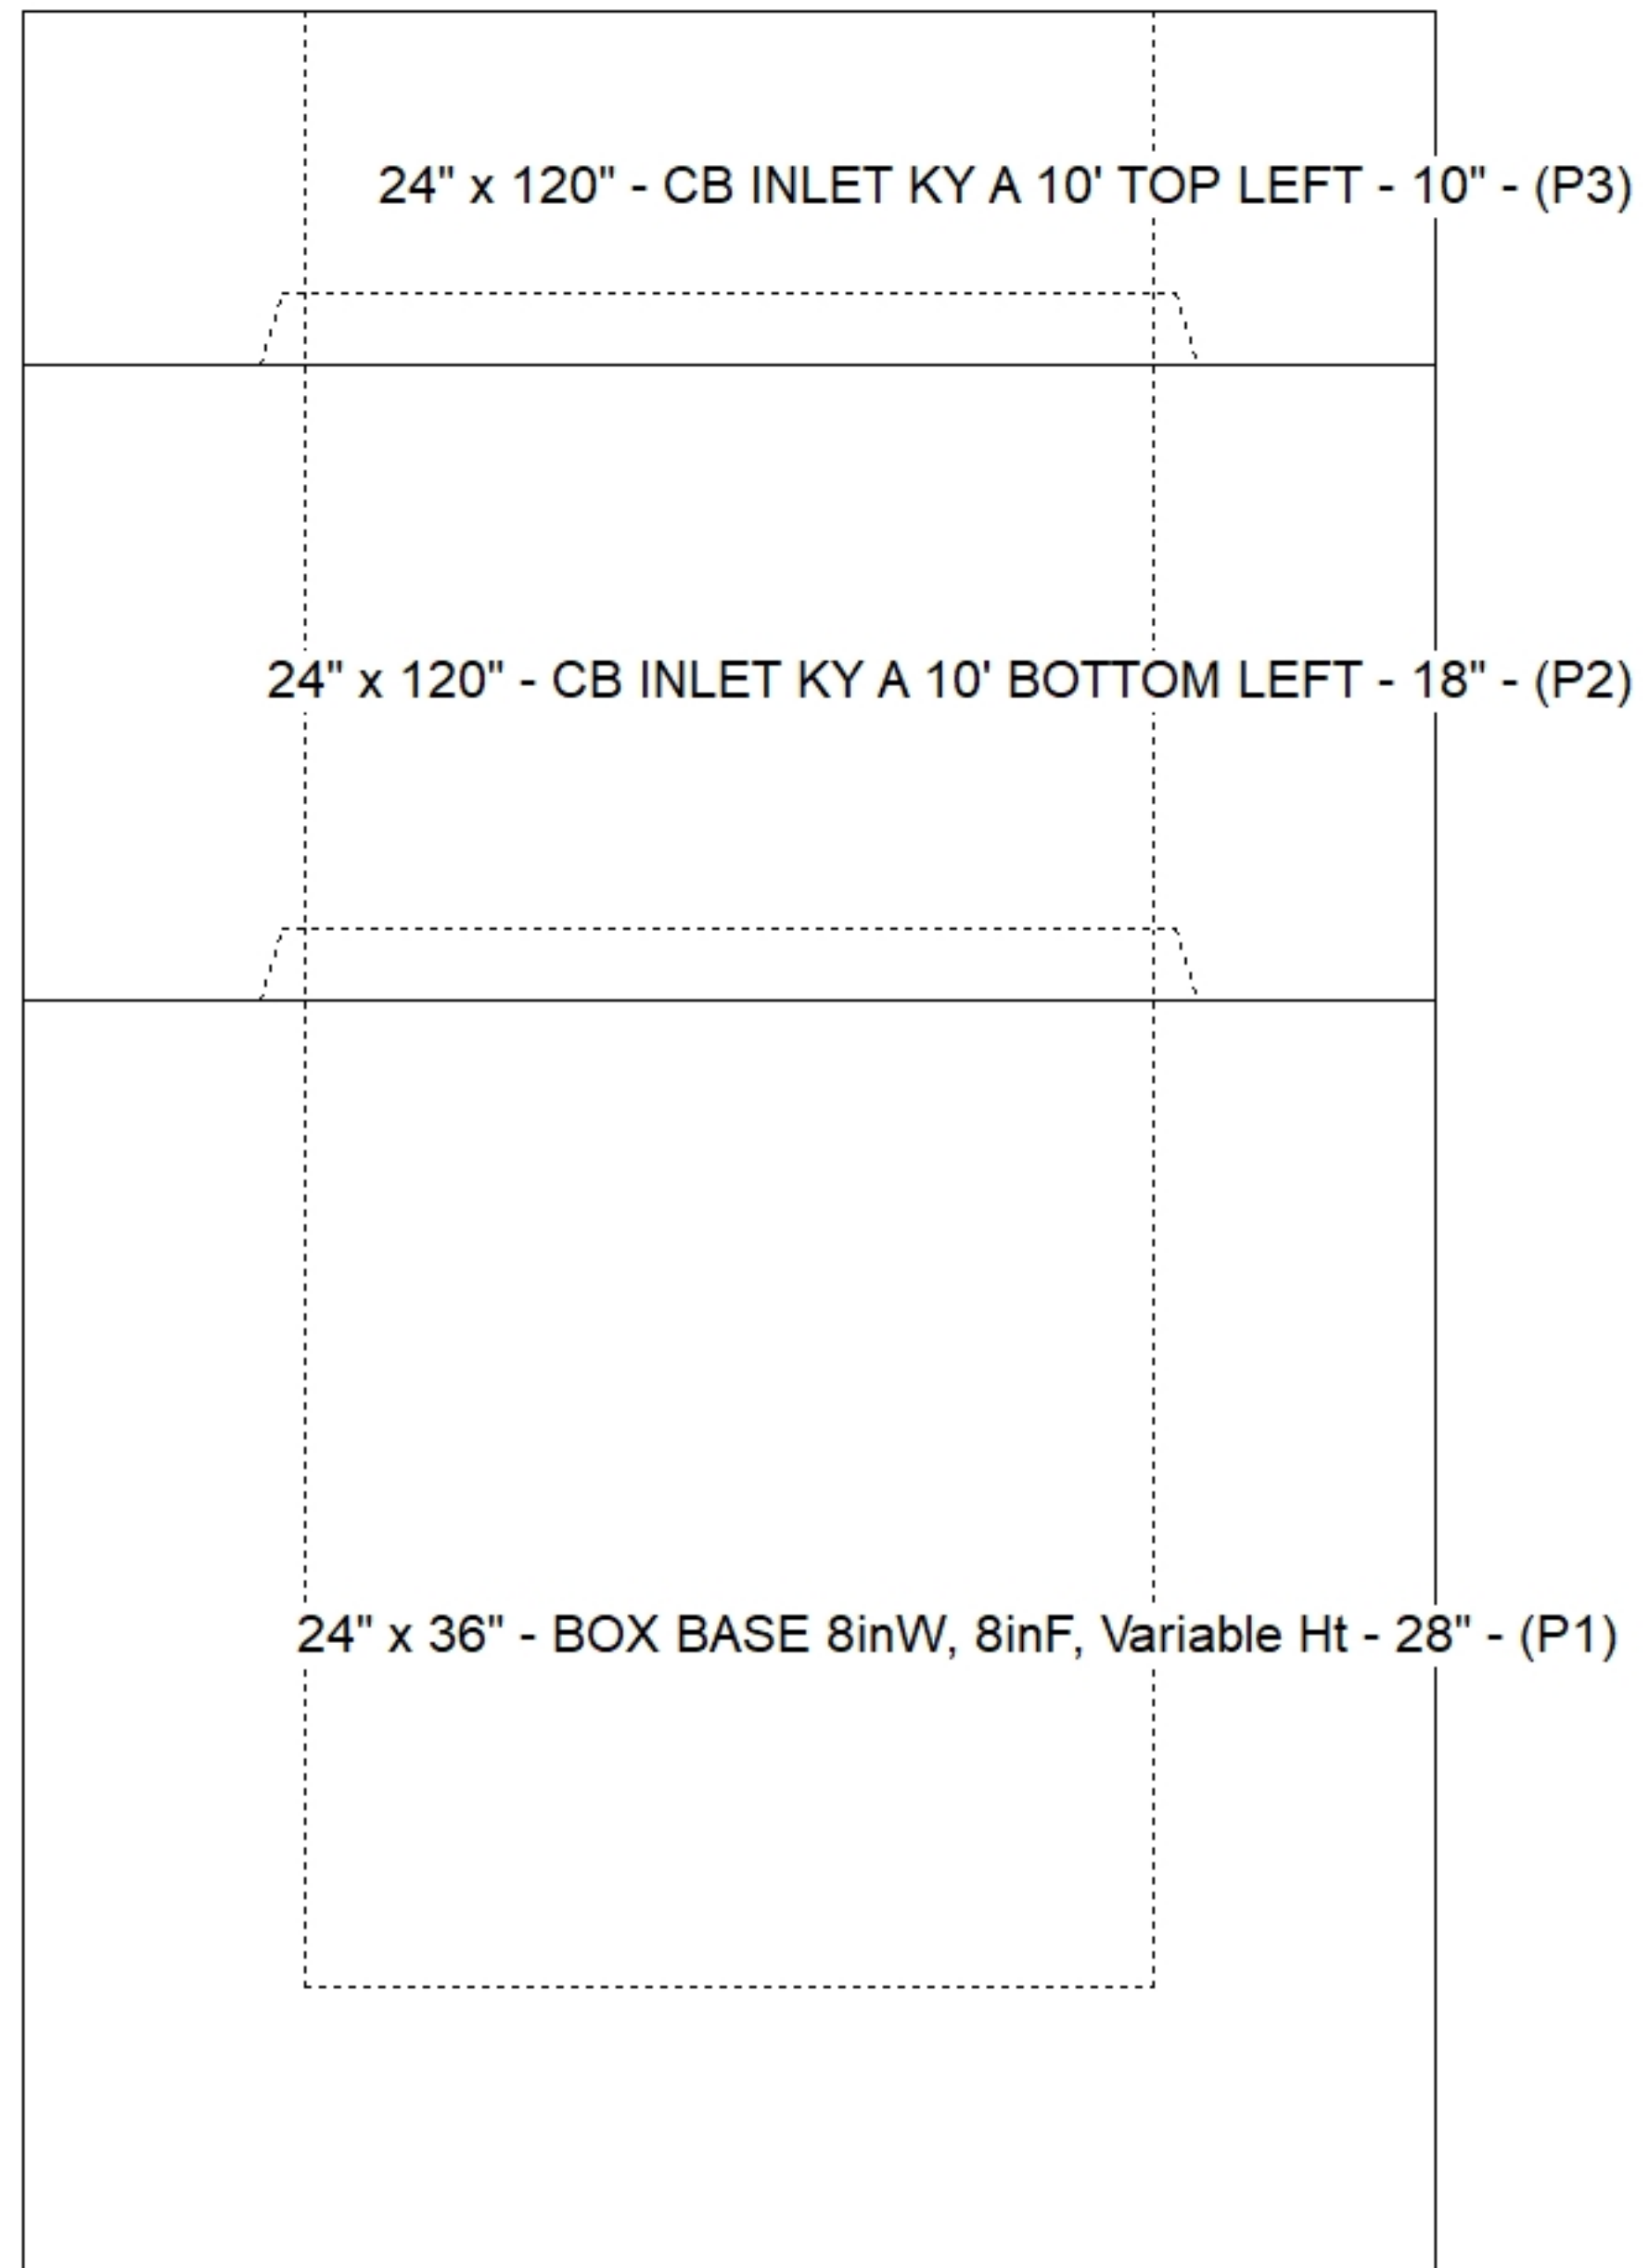 24" x 120" - CB INLET KY A 10' TOP LEFT - 10" - (P3)
24" x 120" - CB INLET KY A 10' BOTTOM LEFT - 18" - (P2)
24" x 36" - BOX BASE 8inW, 8inF, Variable Ht - 28" - (P1)